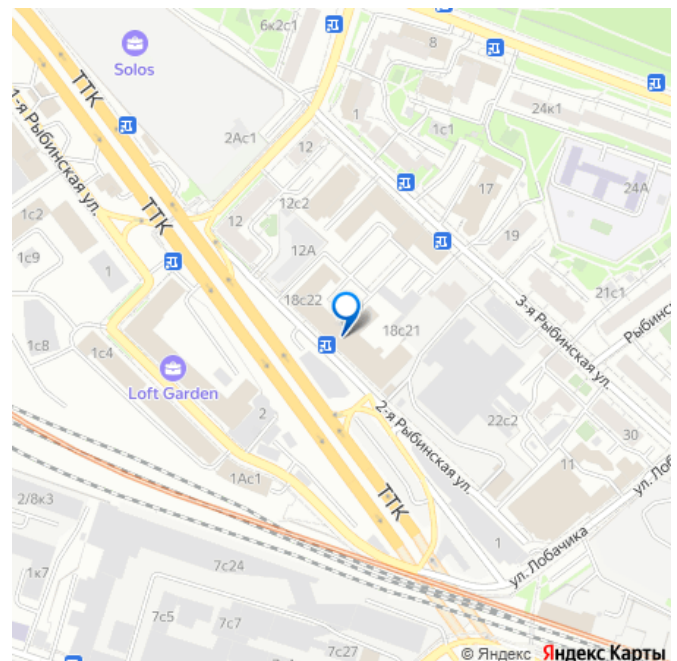 6к2с1
8
Solos
ТТК
24к1
1-я Рыбинская ул.
2Ас1
1
1с1
12
17
24А
ТТК
12с2
1с2
12
19
12А
1с9
1
21с1
18с22
18с21
3-я Рыбинская ул.
Рыбинс
1с8
1с4
Loft Garden
2
2-я Рыбинская ул.
22с2
30
11
1Ас1
ул. Лоб
2/8к3
ТТК
1
ул. Лобачика
7с24
1к7
7с5
7с7
7с27
© Яндекс Яндекс Карты